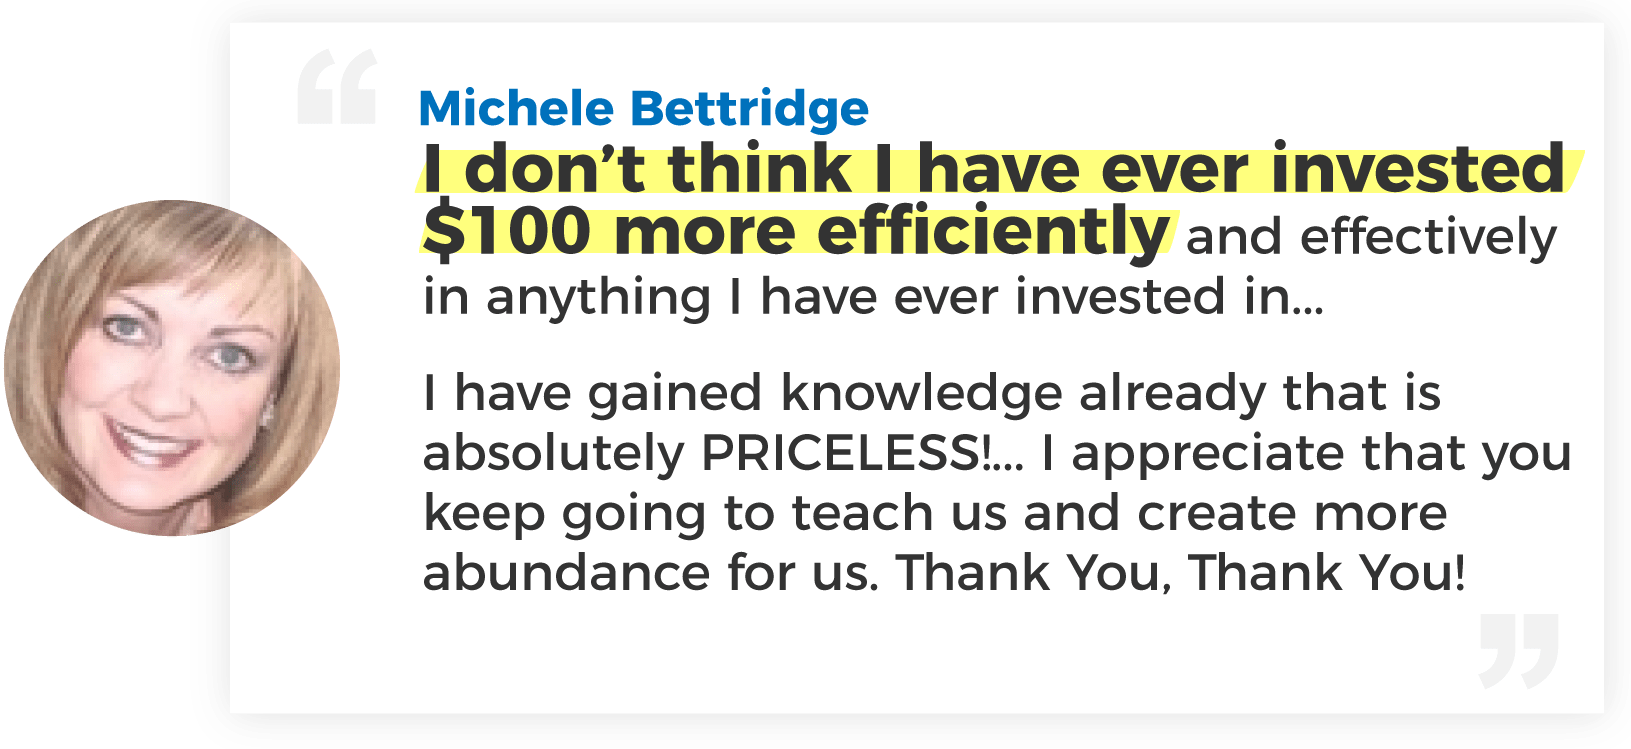 Michele Bettridge
I don’t think I have ever invested
$100 more efficiently and effectively
in anything I have ever invested in...
I have gained knowledge already that is
absolutely PRICELESS!... I appreciate that you
keep going to teach us and create more
abundance for us. Thank You, Thank You!